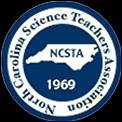 North Carolina Science Teachers Association
NCSTA
1969